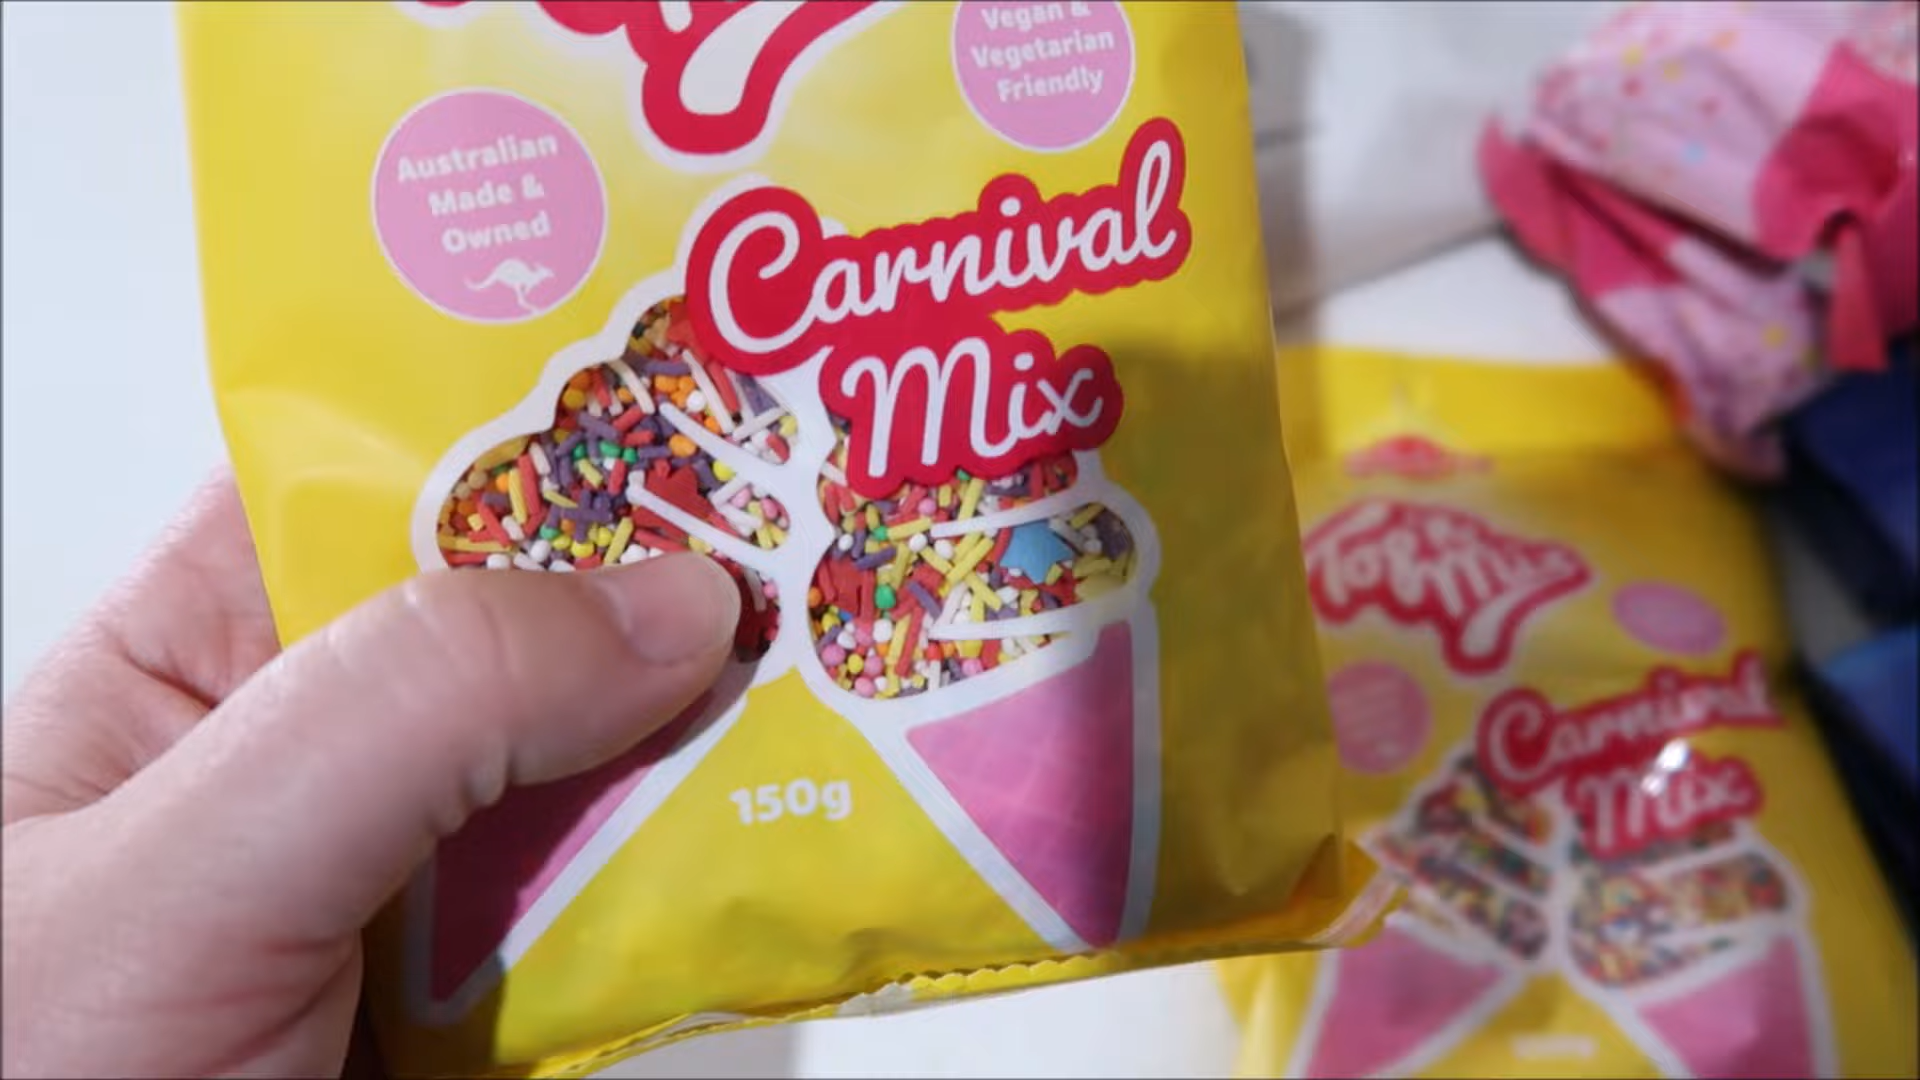 Vegan &
Vegetarian
Friendly
Australian
Made &
Owned
Carnival
Mix
150g
Carnival
Mix